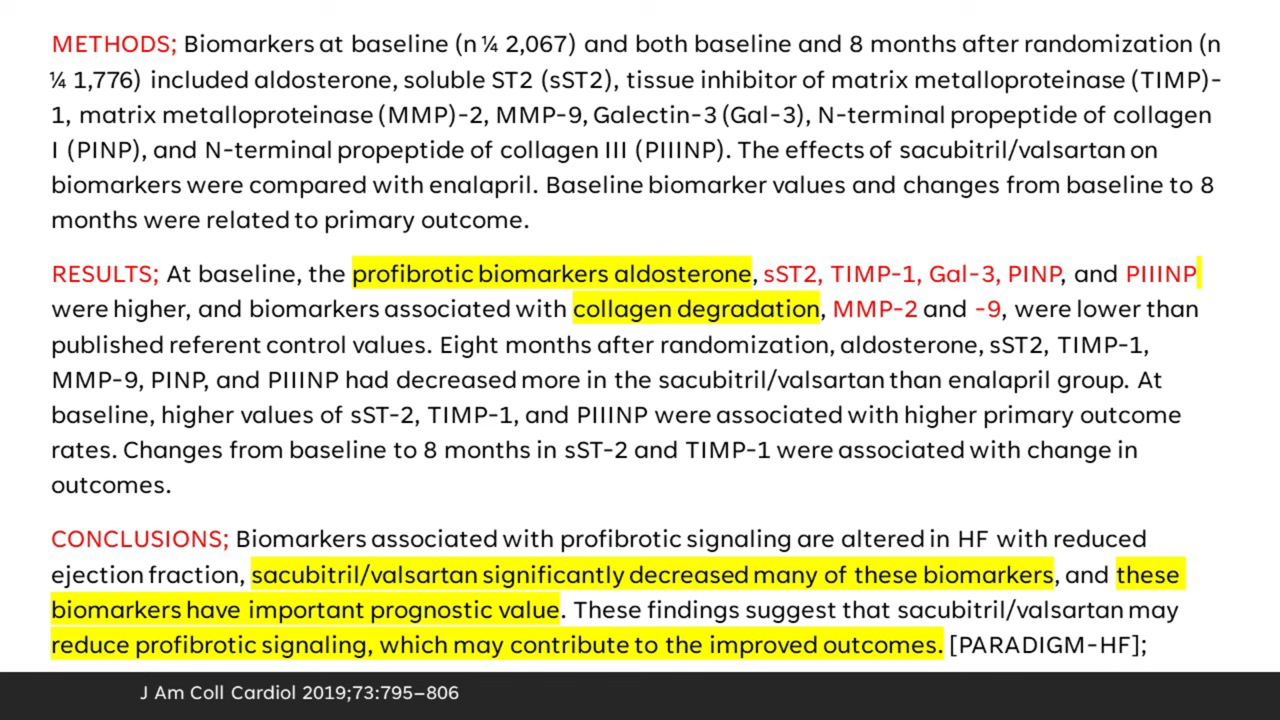 METHODS; Biomarkers at baseline (n ¼ 2,067) and both baseline and 8 months after randomization (n
¼ 1,776) included aldosterone, soluble ST2 (sST2), tissue inhibitor of matrix metalloproteinase (TIMP)-
1, matrix metalloproteinase (MMP)-2, MMP-9, Galectin-3 (Gal-3), N-terminal propeptide of collagen
I (PINP), and N-terminal propeptide of collagen III (PIIINP). The effects of sacubitril/valsartan on
biomarkers were compared with enalapril. Baseline biomarker values and changes from baseline to 8
months were related to primary outcome.
RESULTS; At baseline, the profibrotic biomarkers aldosterone, sST2, TIMP-1, Gal-3, PINP, and PIIINP
were higher, and biomarkers associated with collagen degradation, MMP-2 and -9, were lower than
published referent control values. Eight months after randomization, aldosterone, sST2, TIMP-1,
MMP-9, PINP, and PIIINP had decreased more in the sacubitril/valsartan than enalapril group. At
baseline, higher values of sST-2, TIMP-1, and PIIINP were associated with higher primary outcome
rates. Changes from baseline to 8 months in sST-2 and TIMP-1 were associated with change in
outcomes.
CONCLUSIONS; Biomarkers associated with profibrotic signaling are altered in HF with reduced
ejection fraction, sacubitril/valsartan significantly decreased many of these biomarkers, and these
biomarkers have important prognostic value. These findings suggest that sacubitril/valsartan may
reduce profibrotic signaling, which may contribute to the improved outcomes. [PARADIGM-HF];
J Am Coll Cardiol 2019;73:795–806